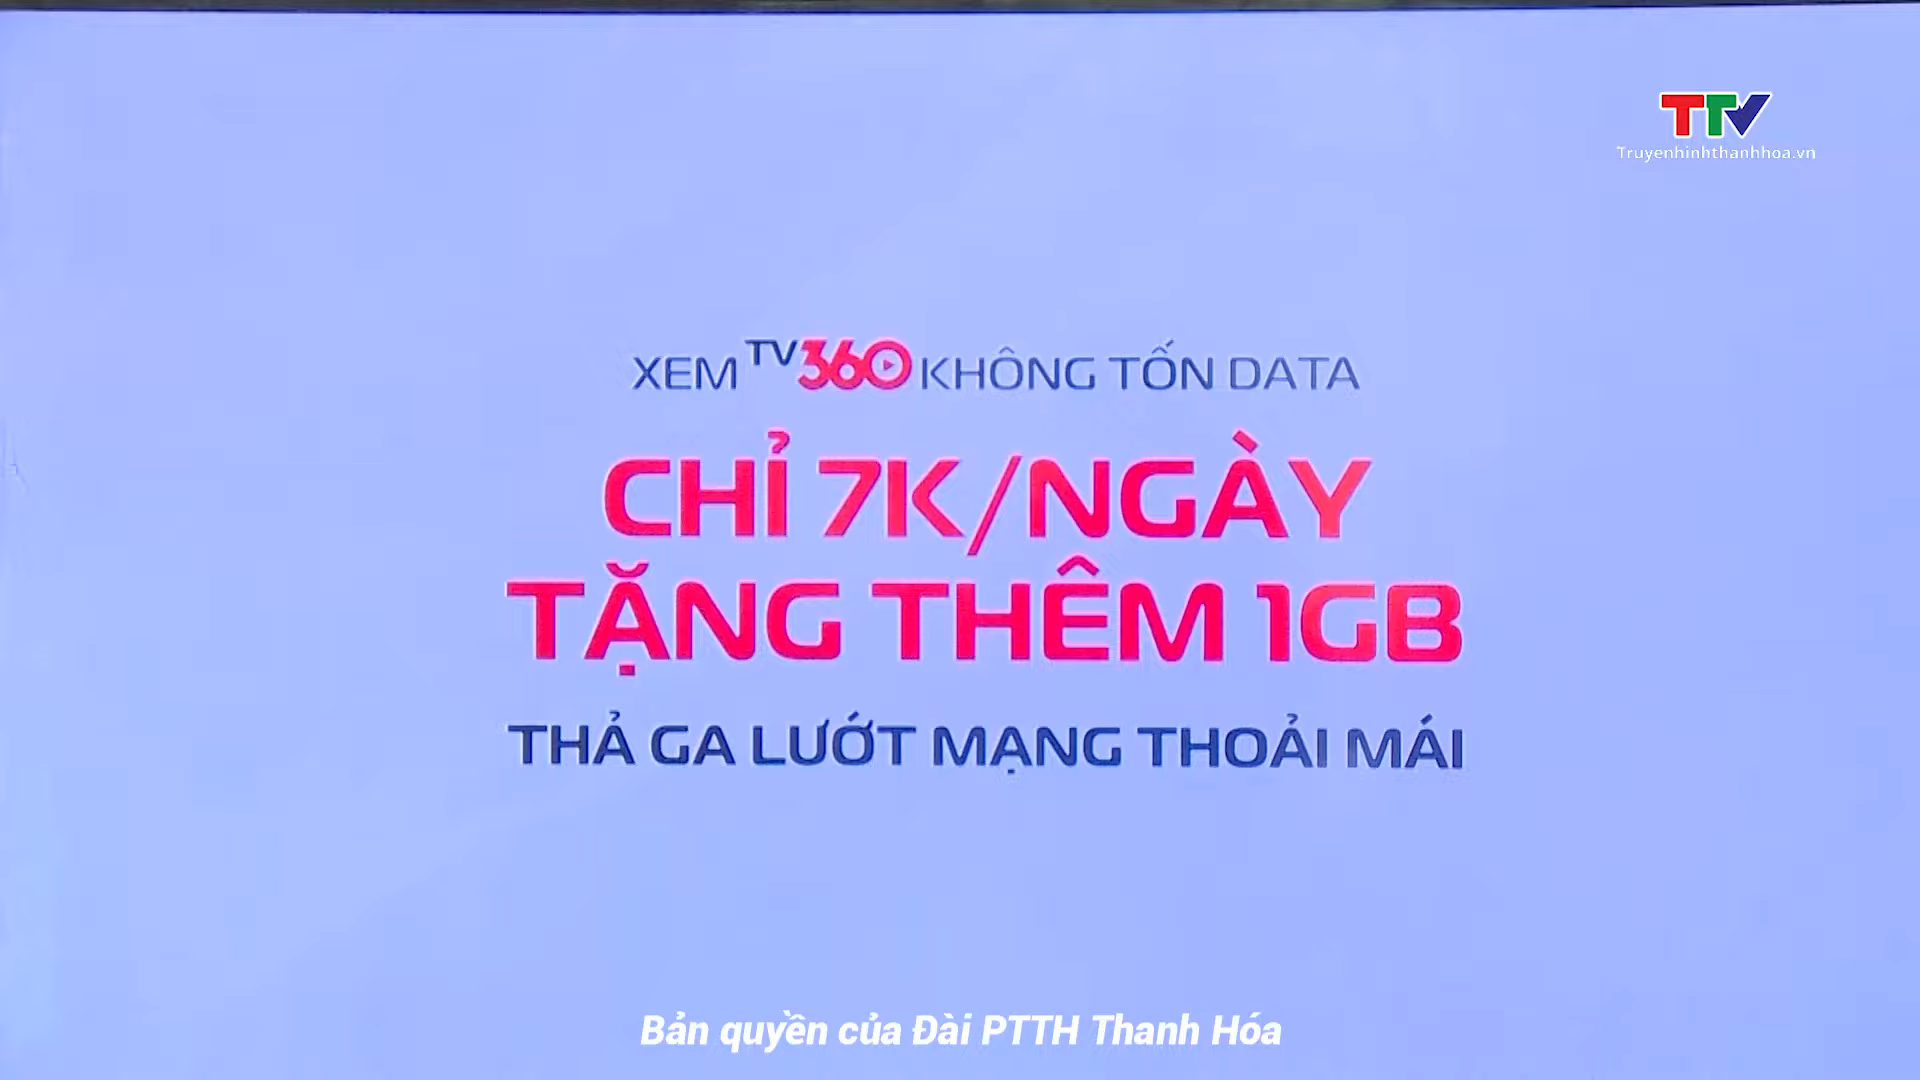 TTV
Truyenhinhthanhhoa.vn
XEM TV360 KHÔNG TỐN DATA
CHỈ 7K/NGÀY
TẶNG THÊM 1GB
THẢ GA LƯỚT MẠNG THOẢI MÁI
Bản quyền của Đài PTTH Thanh Hóa